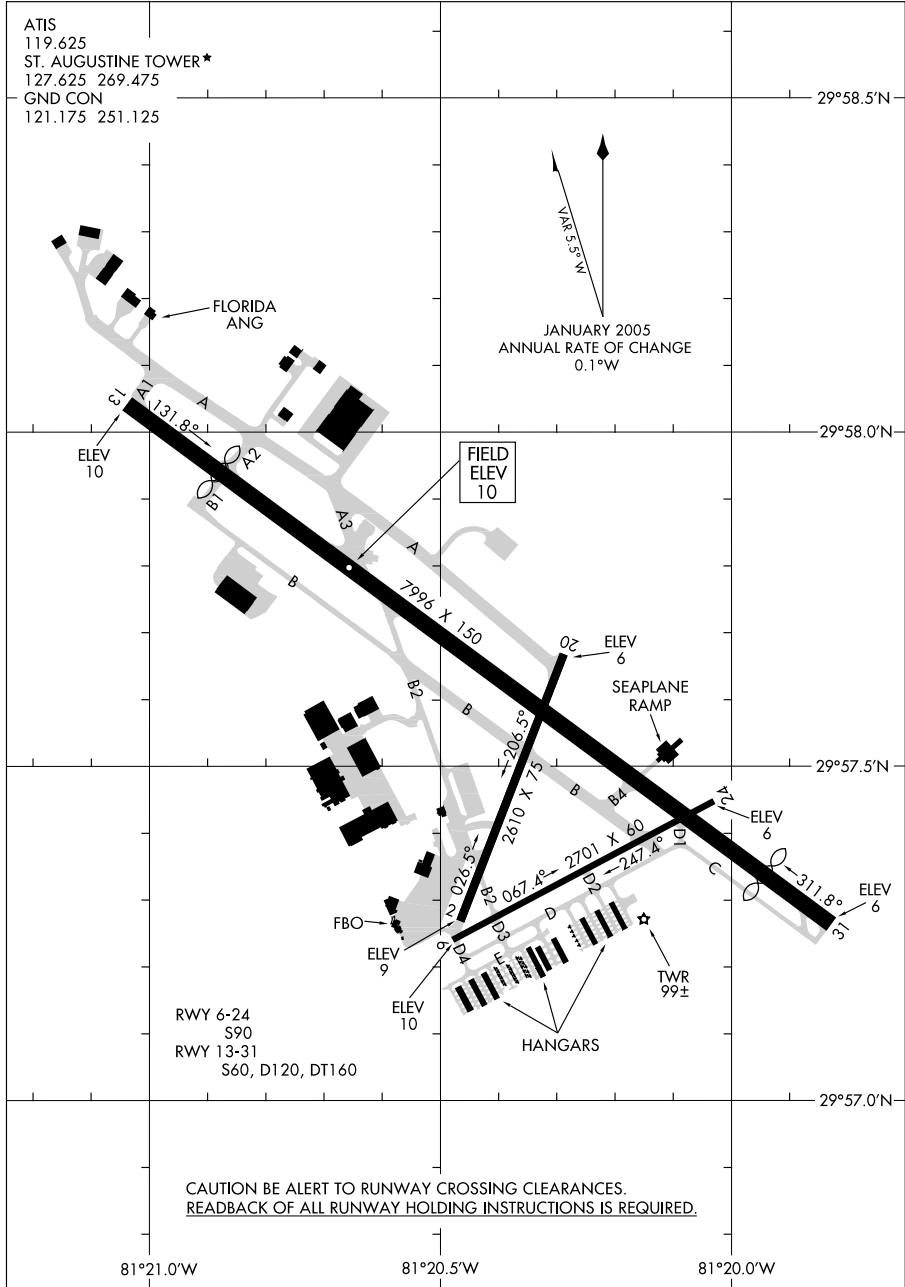 ATIS
119.625
ST. AUGUSTINE TOWER★
127.625 269.475
GND CON
121.175 251.125
29°58.5'N
VAR 5.5° W
JANUARY 2005
ANNUAL RATE OF CHANGE
0.1°W
FLORIDA
ANG
13
A1
A
131.8°
ELEV
10
A2
B1
29°58.0'N
FIELD
ELEV
10
A3
A
B
7996 X 150
20
ELEV
6
B2
B
SEAPLANE
RAMP
206.5°
2610 X 75
026.5°
29°57.5'N
B
B4
24
ELEV
6
067.4°
2701 X 60
247.4°
D1
C
311.8°
31
ELEV
6
D2
B2
D
D3
2
6
D4
E
FBO
ELEV
9
ELEV
10
TWR
99±
HANGARS
RWY 6-24
S90
RWY 13-31
S60, D120, DT160
29°57.0'N
CAUTION BE ALERT TO RUNWAY CROSSING CLEARANCES.
READBACK OF ALL RUNWAY HOLDING INSTRUCTIONS IS REQUIRED.
81°21.0'W
81°20.5'W
81°20.0'W